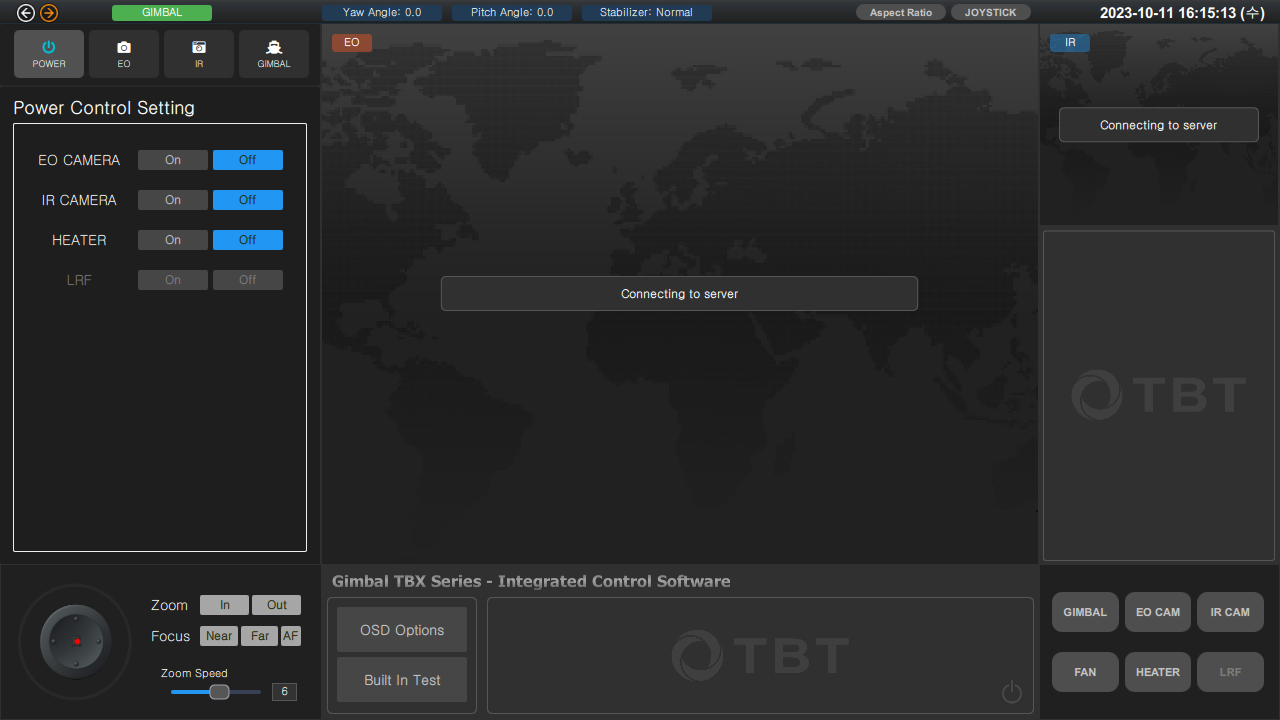 GIMBAL
Yaw Angle: 0.0
Pitch Angle: 0.0
Stabilizer: Normal
Aspect Ratio
JOYSTICK
2023-10-11 16:15:13 (수)
POWER
EO
IR
GIMBAL
Power Control Setting
EO CAMERA On Off
IR CAMERA On Off
HEATER On Off
LRF On Off
EO
Connecting to server
IR
Connecting to server
TBT
Zoom In Out
Focus Near Far AF
Zoom Speed
6
Gimbal TBX Series - Integrated Control Software
OSD Options
Built In Test
TBT
GIMBAL EO CAM IR CAM
FAN HEATER LRF